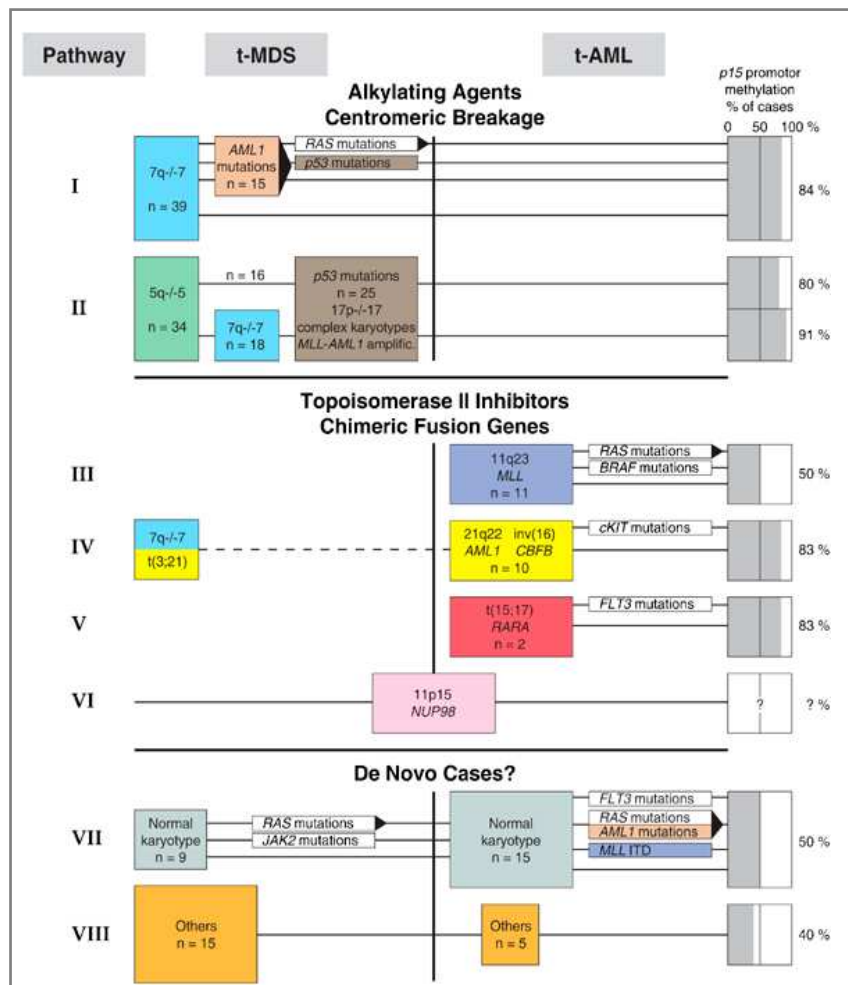 Pathway
t-MDS
t-AML
p15 promotor
methylation
% of cases
0 50 100 %
Alkylating Agents
Centromeric Breakage
I
7q-/-7
n = 39
AML1
mutations
n = 15
RAS mutations
p53 mutations
84 %
II
5q-/-5
n = 34
n = 16
7q-/-7
n = 18
p53 mutations
n = 25
17p-/-17
complex karyotypes
MLL-AML1 amplific.
80 %
91 %
Topoisomerase II Inhibitors
Chimeric Fusion Genes
III
11q23
MLL
n = 11
RAS mutations
BRAF mutations
50 %
IV
7q-/-7
t(3;21)
21q22 inv(16)
AML1 CBFB
n = 10
cKIT mutations
83 %
V
t(15;17)
RARA
n = 2
FLT3 mutations
83 %
VI
11p15
NUP98
?
? %
De Novo Cases?
VII
Normal
karyotype
n = 9
RAS mutations
JAK2 mutations
Normal
karyotype
n = 15
FLT3 mutations
RAS mutations
AML1 mutations
MLL ITD
50 %
VIII
Others
n = 15
Others
n = 5
40 %